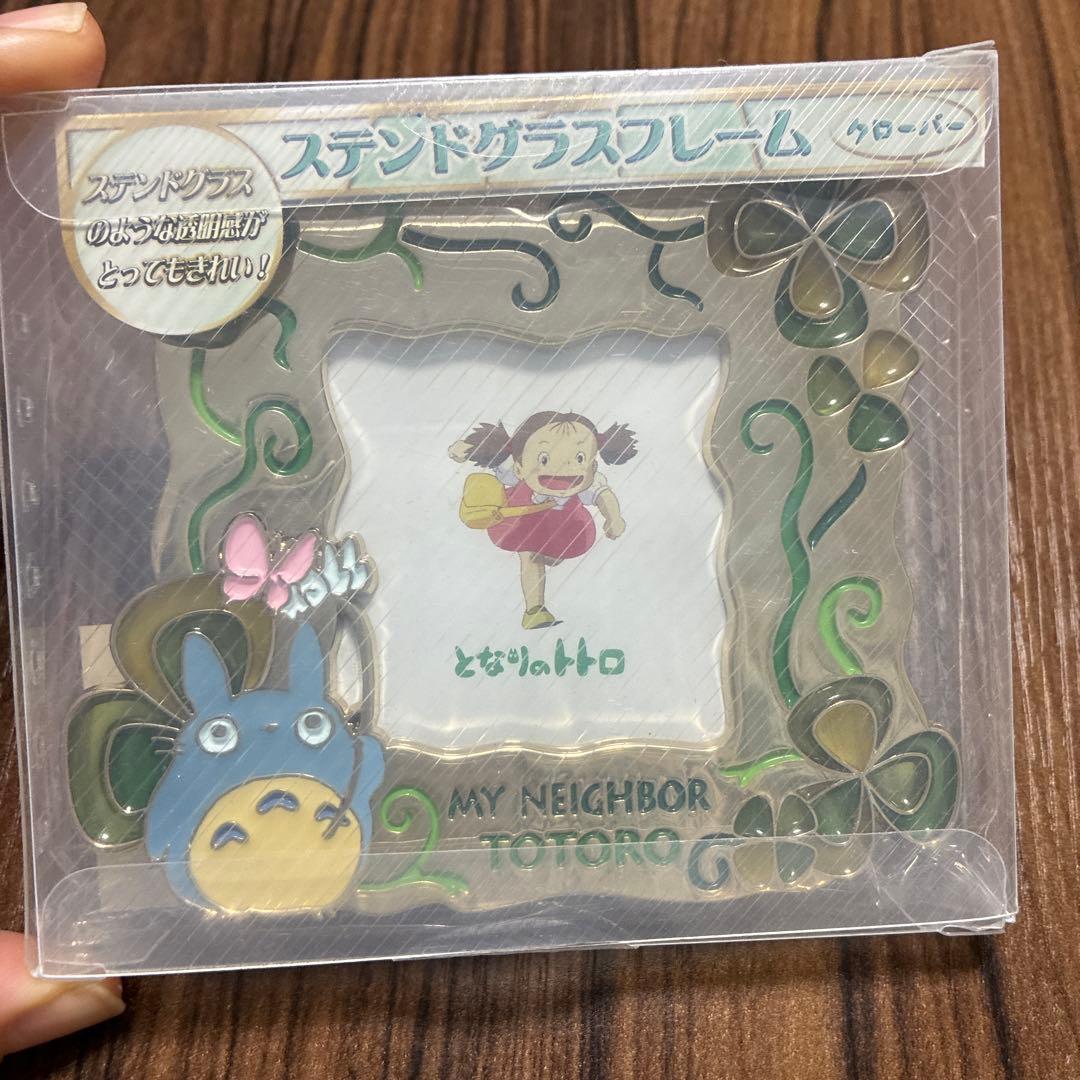 ステンドグラスフレーム
クローバー
ステンドグラス
のような透明感が
とってもきれい!
となりのトトロ
MY NEIGHBOR
TOTORO